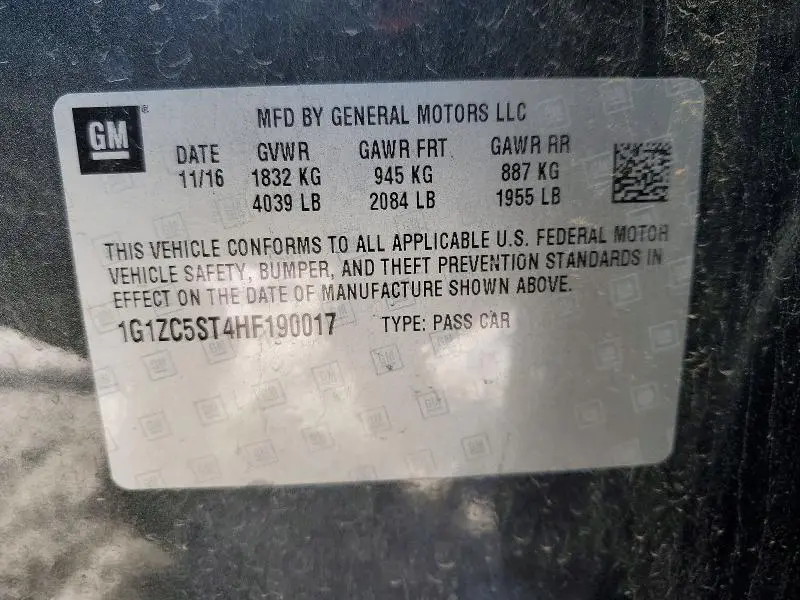 GM ®
MFD BY GENERAL MOTORS LLC
DATE GVWR GAWR FRT GAWR RR
11/16 1832 KG 945 KG 887 KG
4039 LB 2084 LB 1955 LB
THIS VEHICLE CONFORMS TO ALL APPLICABLE U.S. FEDERAL MOTOR
VEHICLE SAFETY, BUMPER, AND THEFT PREVENTION STANDARDS IN
EFFECT ON THE DATE OF MANUFACTURE SHOWN ABOVE.
1G1ZC5ST4HF190017 TYPE: PASS CAR